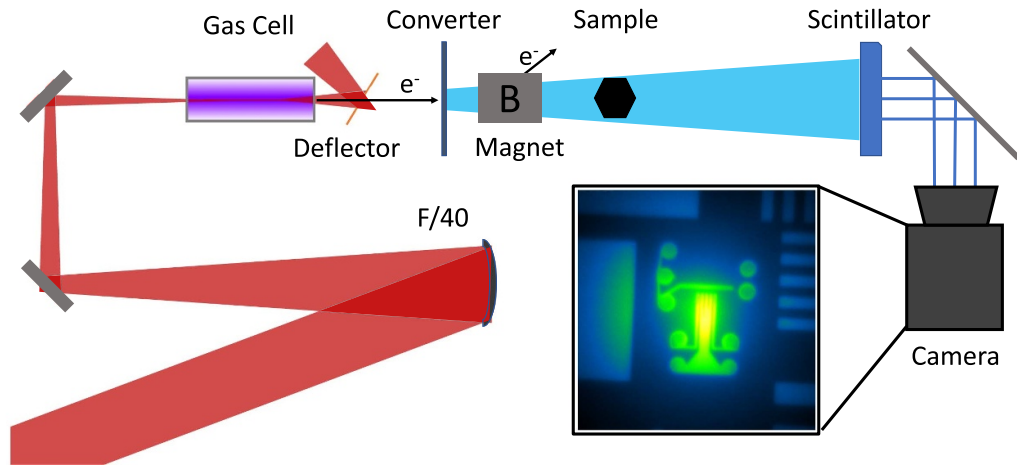 Gas Cell
Converter
Sample
Scintillator
e-
e-
B
Deflector
Magnet
F/40
Camera